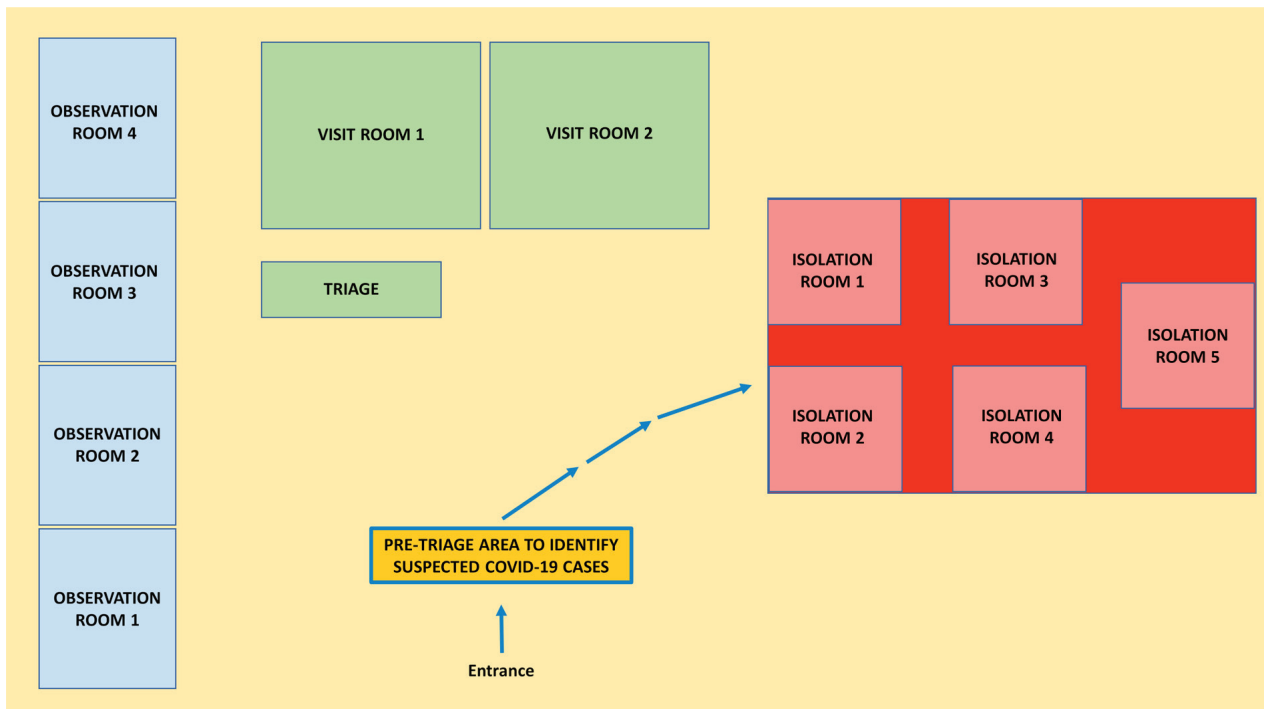 OBSERVATION
ROOM 4
VISIT ROOM 1
VISIT ROOM 2
OBSERVATION
ROOM 3
TRIAGE
ISOLATION
ROOM 1
ISOLATION
ROOM 3
ISOLATION
ROOM 5
OBSERVATION
ROOM 2
ISOLATION
ROOM 2
ISOLATION
ROOM 4
PRE-TRIAGE AREA TO IDENTIFY
SUSPECTED COVID-19 CASES
OBSERVATION
ROOM 1
Entrance